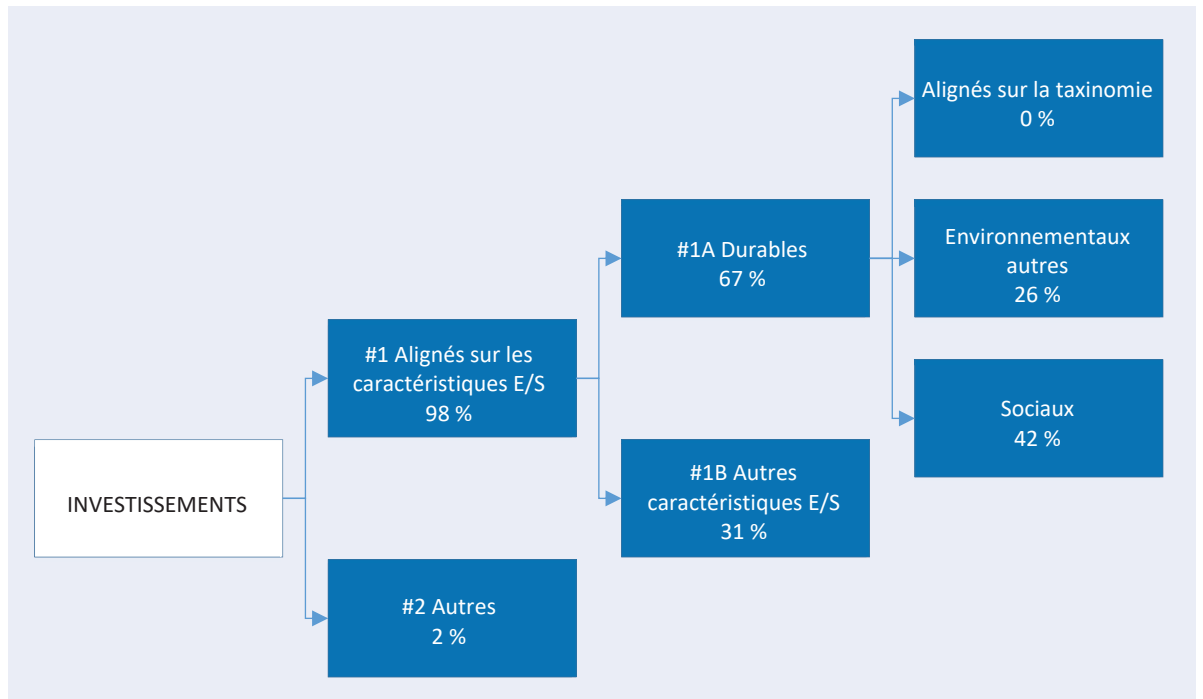 INVESTISSEMENTS
#1 Alignés sur les
caractéristiques E/S
98 %
#2 Autres
2 %
#1A Durables
67 %
#1B Autres
caractéristiques E/S
31 %
Alignés sur la taxinomie
0 %
Environnementaux
autres
26 %
Sociaux
42 %